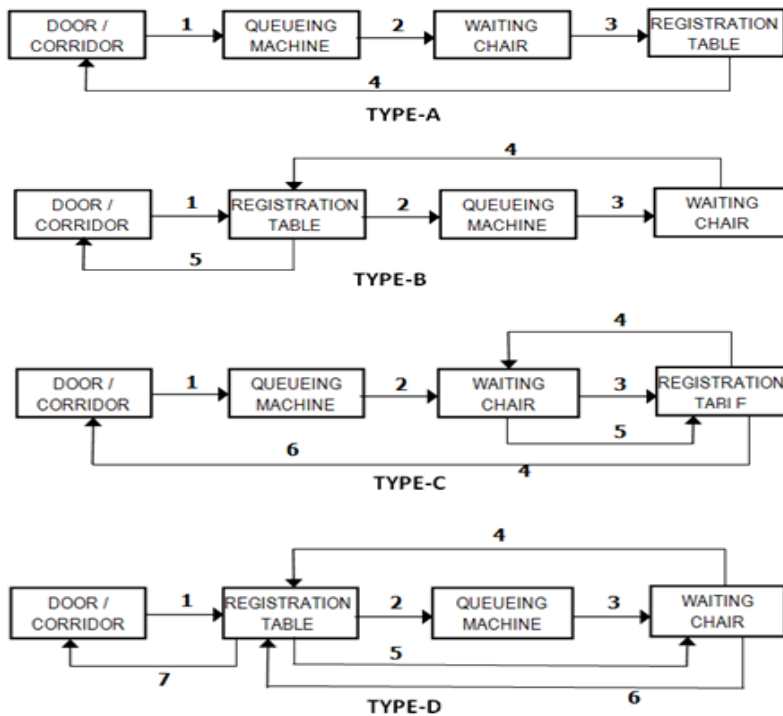 1 2 3
DOOR / QUEUEING WAITING REGISTRATION
CORRIDOR MACHINE CHAIR TABLE
4
TYPE-A
4
1 2 3
DOOR / REGISTRATION QUEUEING WAITING
CORRIDOR TABLE MACHINE CHAIR
5
TYPE-B
4
1 2 3
DOOR / QUEUEING WAITING REGISTRATION
CORRIDOR MACHINE CHAIR TABLE
5
6 4
TYPE-C
4
1 2 3
DOOR / REGISTRATION QUEUEING WAITING
CORRIDOR TABLE MACHINE CHAIR
5
7 6
TYPE-D